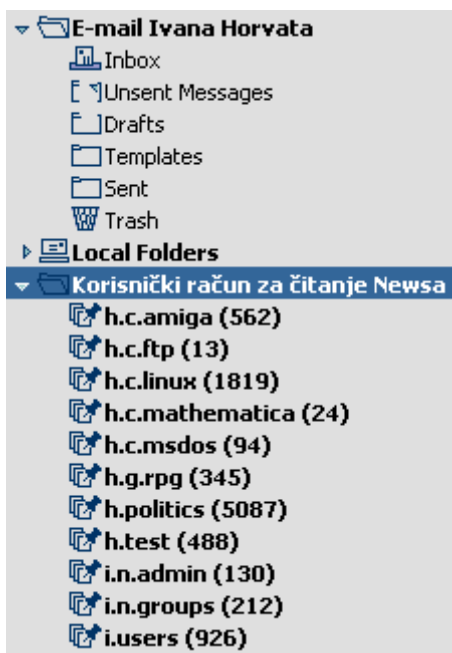 E-mail Ivana Horvata
Inbox
Unsent Messages
Drafts
Templates
Sent
Trash
Local Folders
Korisnički račun za čitanje Newsa
h.c.amiga (562)
h.c.ftp (13)
h.c.linux (1819)
h.c.mathematica (24)
h.c.msdos (94)
h.g.rpg (345)
h.politics (5087)
h.test (488)
i.n.admin (130)
i.n.groups (212)
i.users (926)